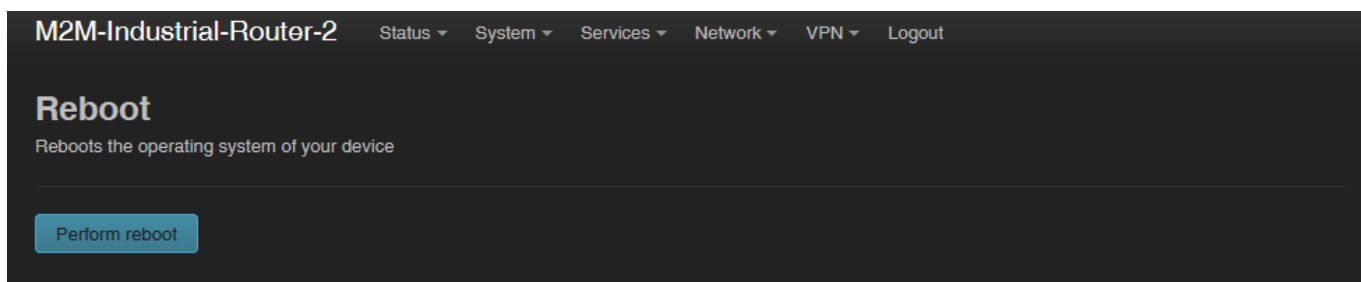 M2M-Industrial-Router-2 Status System Services Network VPN Logout
Reboot
Reboots the operating system of your device
Perform reboot